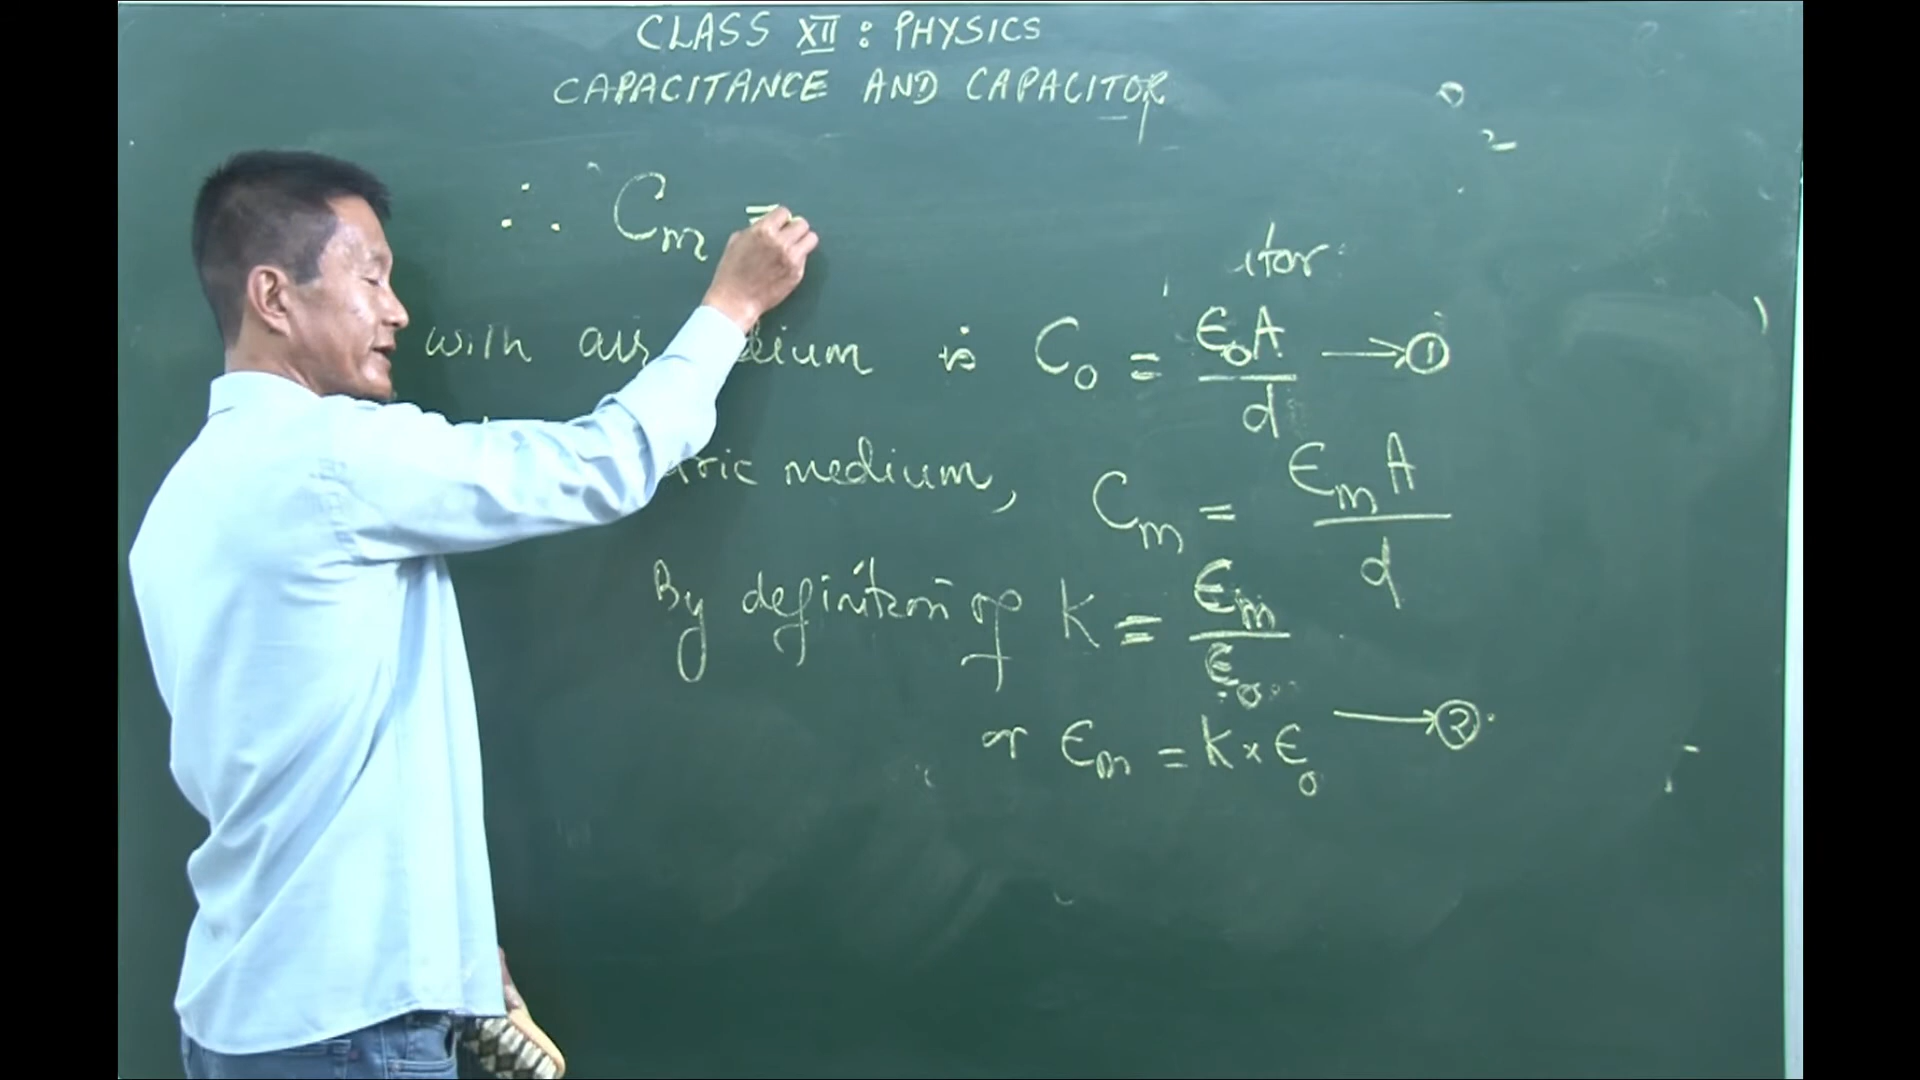 CLASS XII : PHYSICS
CAPACITANCE AND CAPACITOR
∴ Cm =
itor
with air medium is C₀ = ϵ₀A/d → ①
medium, Cm = ϵmA/d
By definition of K = ϵm/ϵ₀
or ϵm = K × ϵ₀ → ②